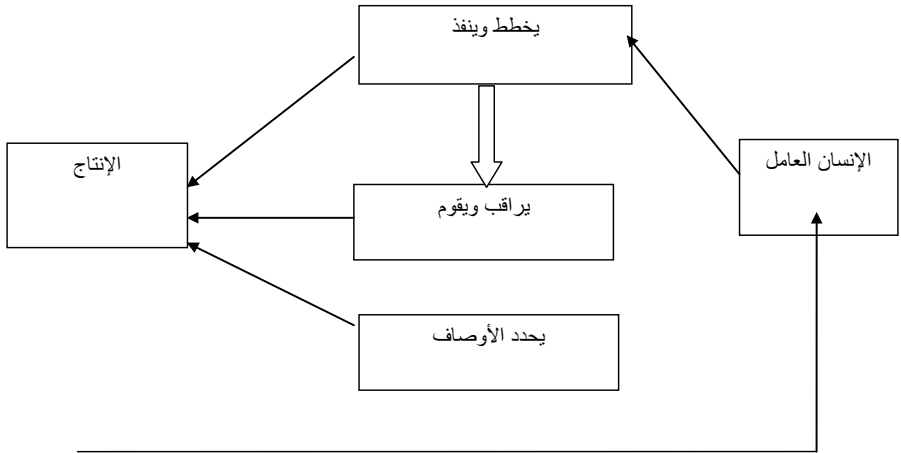 يخطط وينفذ
الإنسان العامل
الإنتاج
يراقب ويقوم
يحدد الأوصاف